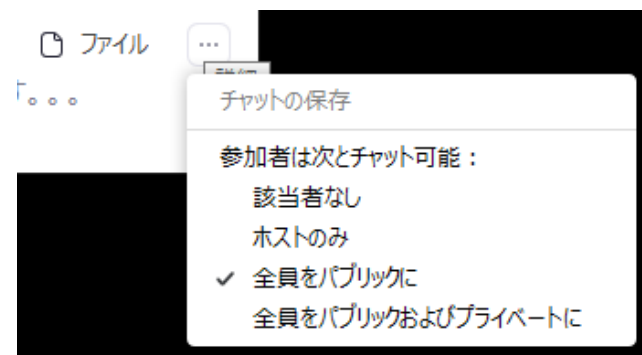 ファイル
…
す。。。
チャットの保存
参加者は次とチャット可能：
該当者なし
ホストのみ
✓ 全員をパブリックに
全員をパブリックおよびプライベートに